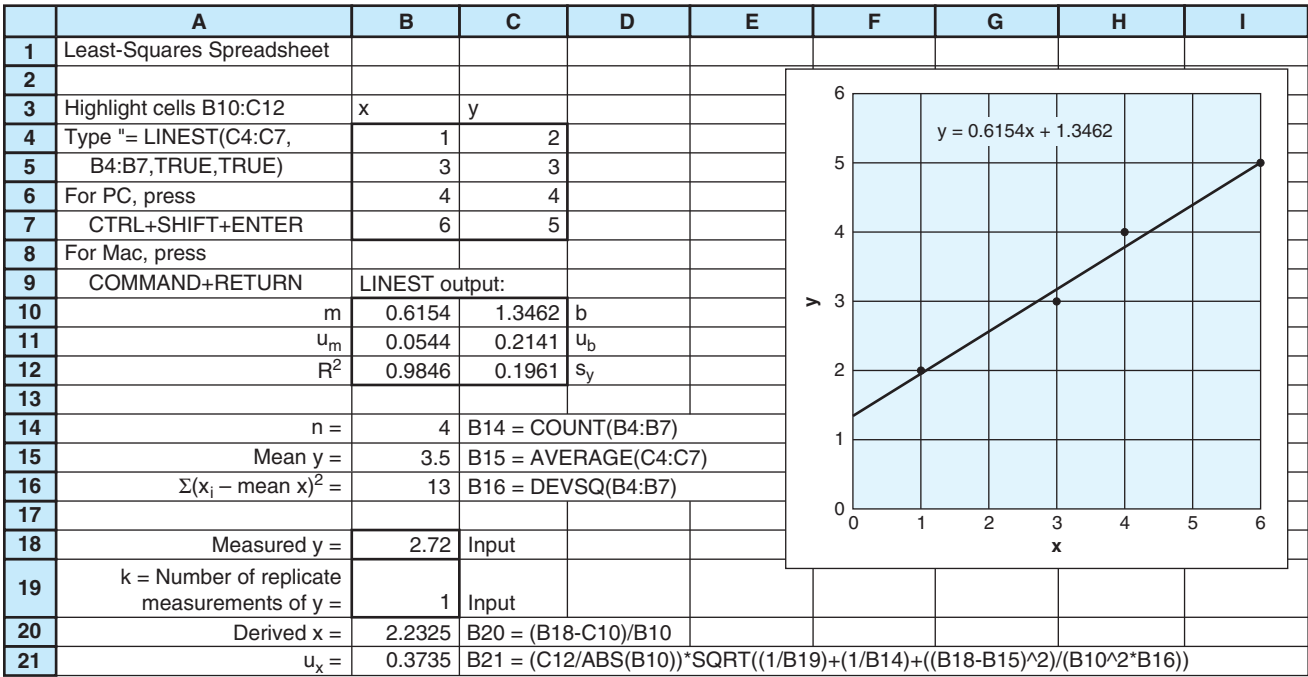 A B C D E F G H I
1 Least-Squares Spreadsheet
2
3 Highlight cells B10:C12 x y
4 Type "= LINEST(C4:C7, 1 2
5 B4:B7,TRUE,TRUE) 3 3
6 For PC, press 4 4
7 CTRL+SHIFT+ENTER 6 5
8 For Mac, press
9 COMMAND+RETURN LINEST output:
10 m 0.6154 1.3462 b
11 uₘ 0.0544 0.2141 u_b
12 R² 0.9846 0.1961 s_y
13
14 n = 4 B14 = COUNT(B4:B7)
15 Mean y = 3.5 B15 = AVERAGE(C4:C7)
16 Σ(xᵢ – mean x)² = 13 B16 = DEVSQ(B4:B7)
17
18 Measured y = 2.72 Input
19 k = Number of replicate
measurements of y = 1 Input
20 Derived x = 2.2325 B20 = (B18-C10)/B10
21 uₓ = 0.3735 B21 = (C12/ABS(B10))*SQRT((1/B19)+(1/B14)+((B18-B15)^2)/(B10^2*B16))
y = 0.6154x + 1.3462
6
5
4
3
2
1
0
y
0 1 2 3 4 5 6
x